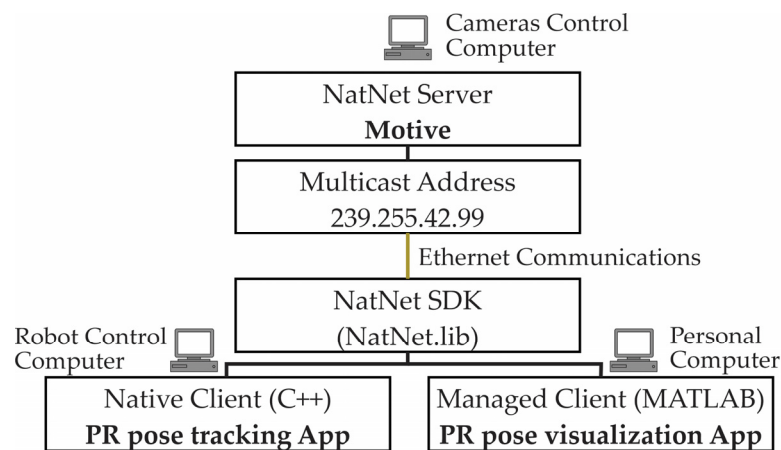 Cameras Control
Computer
NatNet Server
Motive
Multicast Address
239.255.42.99
Ethernet Communications
NatNet SDK
(NatNet.lib)
Robot Control
Computer
Personal
Computer
Native Client (C++)
PR pose tracking App
Managed Client (MATLAB)
PR pose visualization App